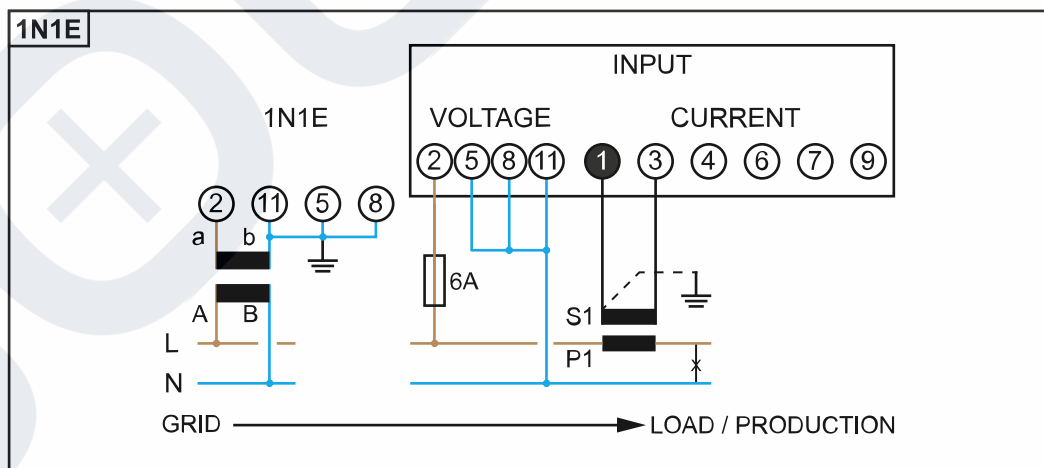 1N1E
INPUT
1N1E
VOLTAGE CURRENT
2 5 8 11 1 3 4 6 7 9
2 11 5 8
a b
6A
A B
S1
L
P1
x
N
GRID LOAD / PRODUCTION